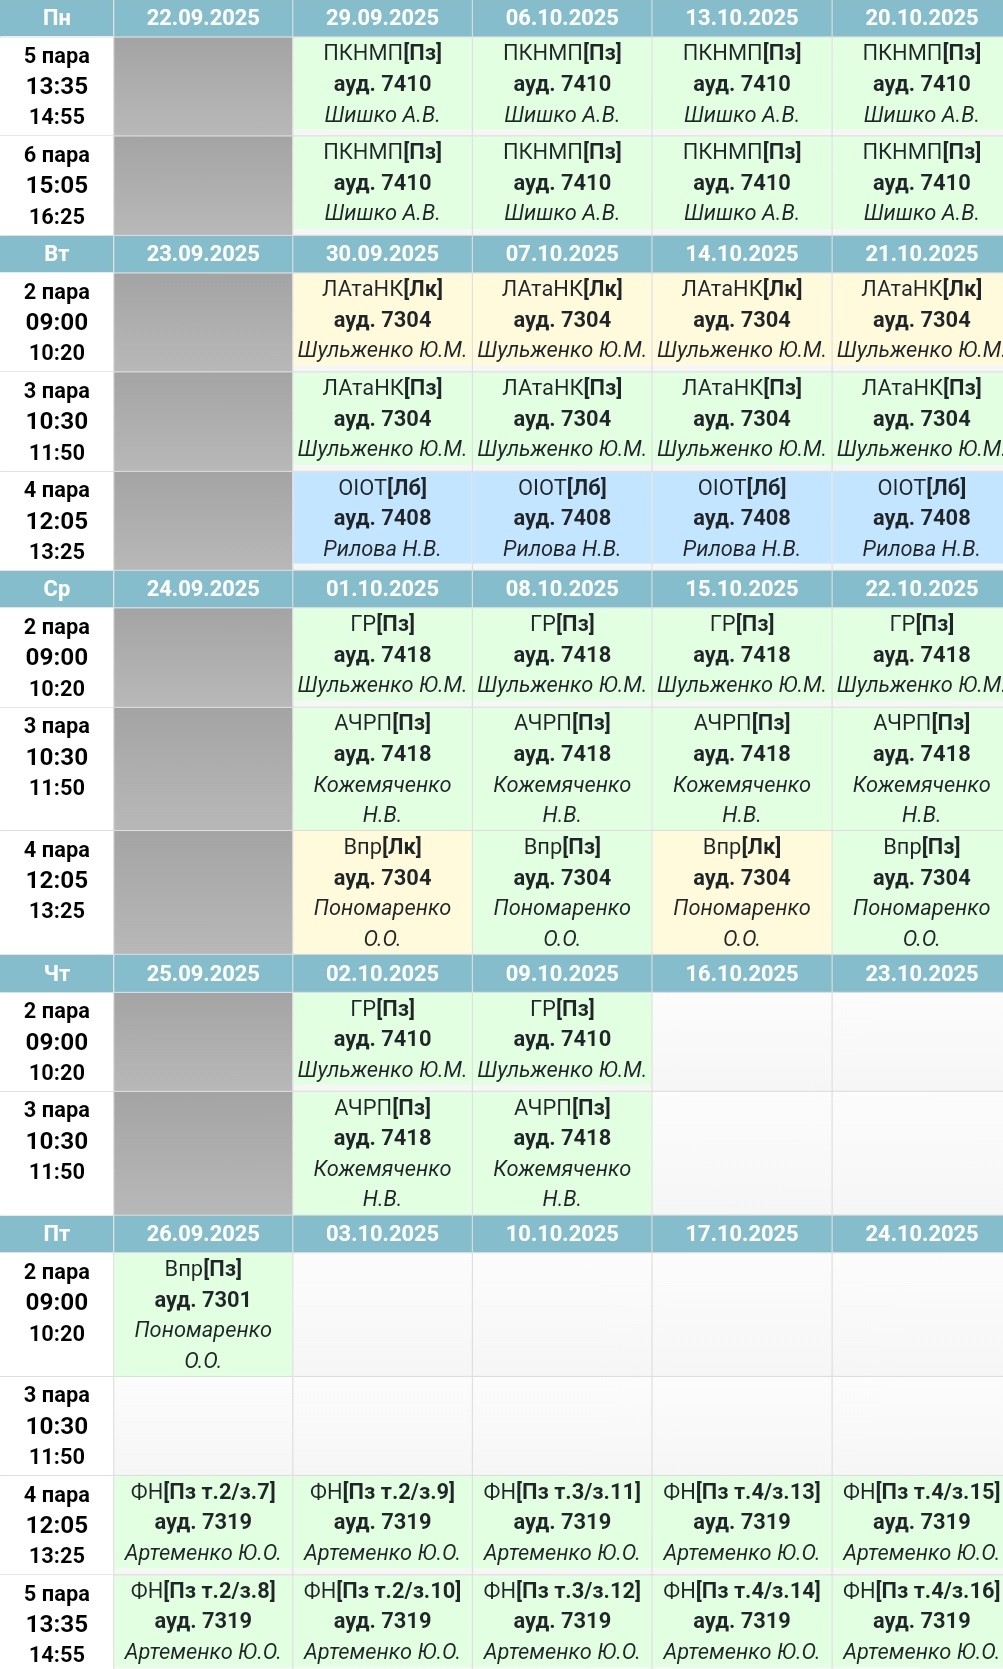 Пн 22.09.2025 29.09.2025 06.10.2025 13.10.2025 20.10.2025
5 пара ПКНМП[Пз] ПКНМП[Пз] ПКНМП[Пз] ПКНМП[Пз]
13:35 ауд. 7410 ауд. 7410 ауд. 7410 ауд. 7410
14:55 Шишко А.В. Шишко А.В. Шишко А.В. Шишко А.В.
6 пара ПКНМП[Пз] ПКНМП[Пз] ПКНМП[Пз] ПКНМП[Пз]
15:05 ауд. 7410 ауд. 7410 ауд. 7410 ауд. 7410
16:25 Шишко А.В. Шишко А.В. Шишко А.В. Шишко А.В.
Вт 23.09.2025 30.09.2025 07.10.2025 14.10.2025 21.10.2025
2 пара ЛАтаНК[Лк] ЛАтаНК[Лк] ЛАтаНК[Лк] ЛАтаНК[Лк]
09:00 ауд. 7304 ауд. 7304 ауд. 7304 ауд. 7304
10:20 Шульженко Ю.М. Шульженко Ю.М. Шульженко Ю.М. Шульженко Ю.М.
3 пара ЛАтаНК[Пз] ЛАтаНК[Пз] ЛАтаНК[Пз] ЛАтаНК[Пз]
10:30 ауд. 7304 ауд. 7304 ауд. 7304 ауд. 7304
11:50 Шульженко Ю.М. Шульженко Ю.М. Шульженко Ю.М. Шульженко Ю.М.
4 пара ОІОТ[Лб] ОІОТ[Лб] ОІОТ[Лб] ОІОТ[Лб]
12:05 ауд. 7408 ауд. 7408 ауд. 7408 ауд. 7408
13:25 Рилова Н.В. Рилова Н.В. Рилова Н.В. Рилова Н.В.
Ср 24.09.2025 01.10.2025 08.10.2025 15.10.2025 22.10.2025
2 пара ГР[Пз] ГР[Пз] ГР[Пз] ГР[Пз]
09:00 ауд. 7418 ауд. 7418 ауд. 7418 ауд. 7418
10:20 Шульженко Ю.М. Шульженко Ю.М. Шульженко Ю.М. Шульженко Ю.М.
3 пара АЧРП[Пз] АЧРП[Пз] АЧРП[Пз] АЧРП[Пз]
10:30 ауд. 7418 ауд. 7418 ауд. 7418 ауд. 7418
11:50 Кожемяченко Кожемяченко Кожемяченко Кожемяченко
Н.В. Н.В. Н.В. Н.В.
4 пара Впр[Лк] Впр[Пз] Впр[Лк] Впр[Пз]
12:05 ауд. 7304 ауд. 7304 ауд. 7304 ауд. 7304
13:25 Пономаренко Пономаренко Пономаренко Пономаренко
О.О. О.О. О.О. О.О.
Чт 25.09.2025 02.10.2025 09.10.2025 16.10.2025 23.10.2025
2 пара ГР[Пз] ГР[Пз]
09:00 ауд. 7410 ауд. 7410
10:20 Шульженко Ю.М. Шульженко Ю.М.
3 пара АЧРП[Пз] АЧРП[Пз]
10:30 ауд. 7418 ауд. 7418
11:50 Кожемяченко Кожемяченко
Н.В. Н.В.
Пт 26.09.2025 03.10.2025 10.10.2025 17.10.2025 24.10.2025
2 пара Впр[Пз]
09:00 ауд. 7301
10:20 Пономаренко
О.О.
3 пара
10:30
11:50
4 пара ФН[Пз т.2/з.7] ФН[Пз т.2/з.9] ФН[Пз т.3/з.11] ФН[Пз т.4/з.13] ФН[Пз т.4/з.15]
12:05 ауд. 7319 ауд. 7319 ауд. 7319 ауд. 7319 ауд. 7319
13:25 Артеменко Ю.О. Артеменко Ю.О. Артеменко Ю.О. Артеменко Ю.О. Артеменко Ю.О.
5 пара ФН[Пз т.2/з.8] ФН[Пз т.2/з.10] ФН[Пз т.3/з.12] ФН[Пз т.4/з.14] ФН[Пз т.4/з.16]
13:35 ауд. 7319 ауд. 7319 ауд. 7319 ауд. 7319 ауд. 7319
14:55 Артеменко Ю.О. Артеменко Ю.О. Артеменко Ю.О. Артеменко Ю.О. Артеменко Ю.О.